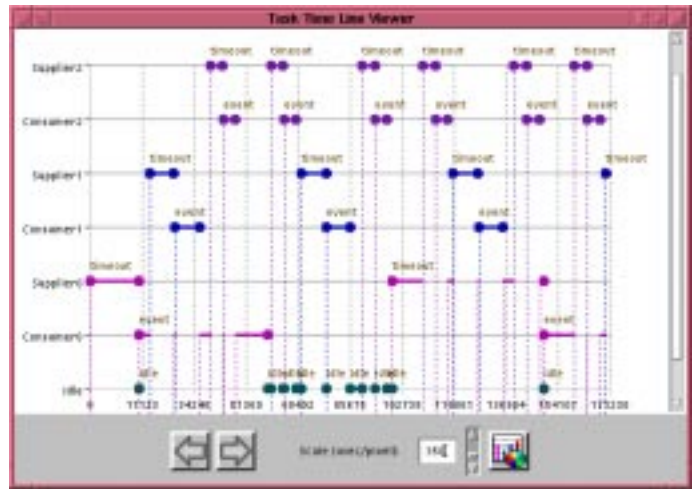 Task Time Line Viewer
timeout timeout timeout timeout timeout timeout
Supplier2
event event event event event event
Consumer2
timeout timeout timeout timeout
Supplier1
event event event
Consumer1
timeout timeout
Supplier0
event event
Consumer0
idle idle idle idle idle idle
idle
0 17123 34246 51369 68492 85615 102738 119861 136984 154107 171230
Scale (usec/pixel):